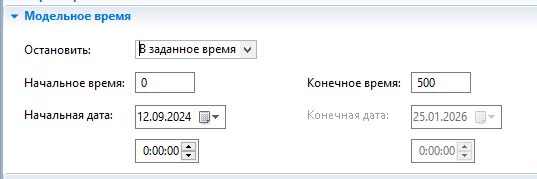 Модельное время
Остановить: В заданное время
Начальное время: 0 Конечное время: 500
Начальная дата: 12.09.2024 Конечная дата: 25.01.2026
0:00:00 0:00:00